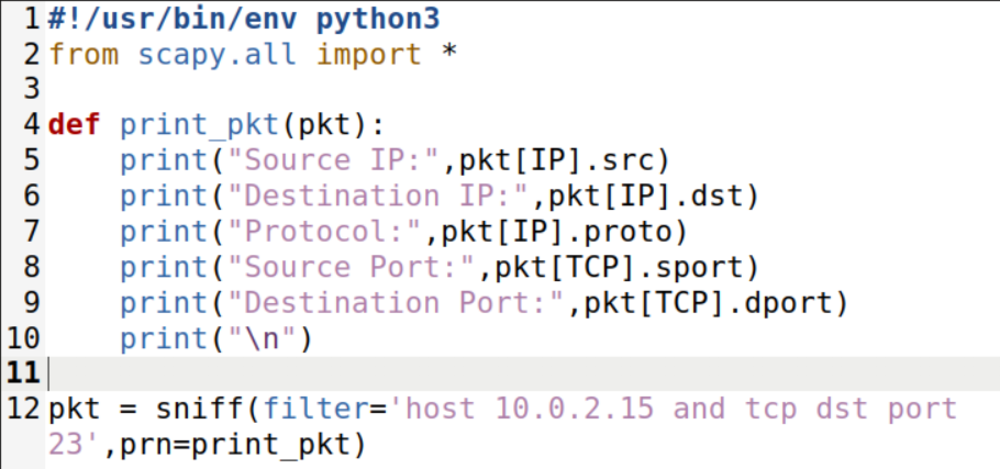 1 #!/usr/bin/env python3
2 from scapy.all import *
3
4 def print_pkt(pkt):
5     print("Source IP:",pkt[IP].src)
6     print("Destination IP:",pkt[IP].dst)
7     print("Protocol:",pkt[IP].proto)
8     print("Source Port:",pkt[TCP].sport)
9     print("Destination Port:",pkt[TCP].dport)
10     print("\n")
11
12 pkt = sniff(filter='host 10.0.2.15 and tcp dst port
23',prn=print_pkt)